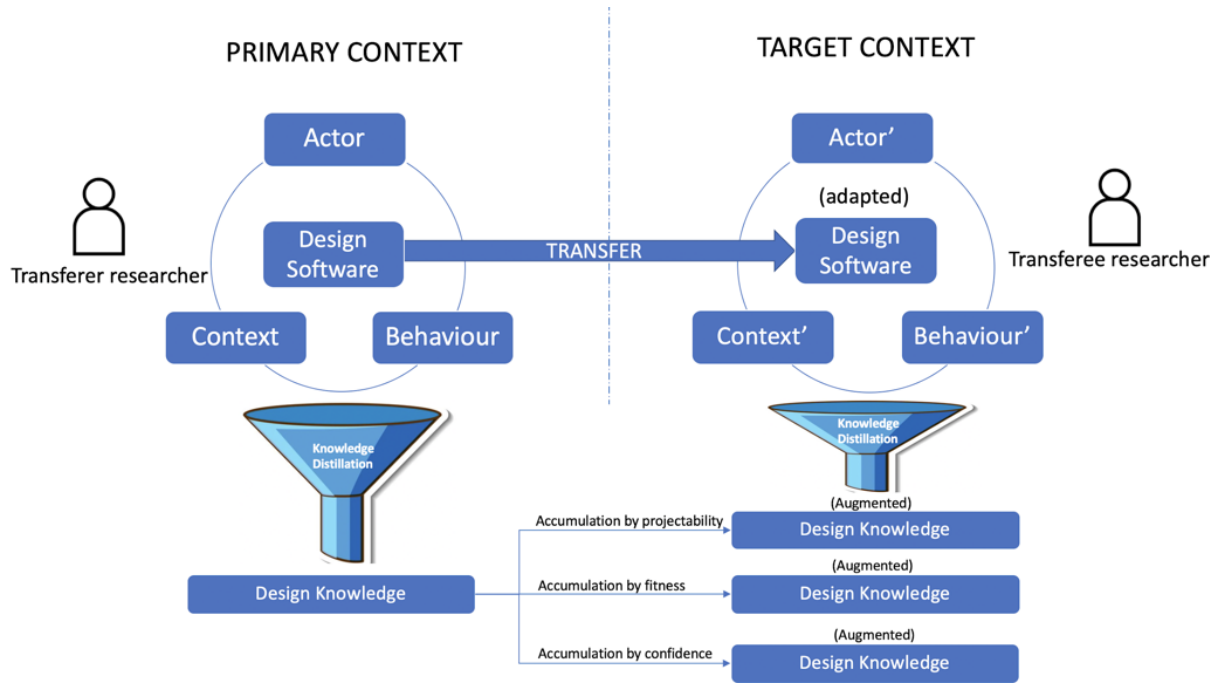 PRIMARY CONTEXT
TARGET CONTEXT
Actor
Actor’
(adapted)
Design
Software
TRANSFER
Design
Software
Transferer researcher
Transferee researcher
Context
Behaviour
Context’
Behaviour’
Knowledge
Distillation
Knowledge
Distillation
(Augmented)
Accumulation by projectability
Design Knowledge
(Augmented)
Design Knowledge
Accumulation by fitness
Design Knowledge
(Augmented)
Accumulation by confidence
Design Knowledge